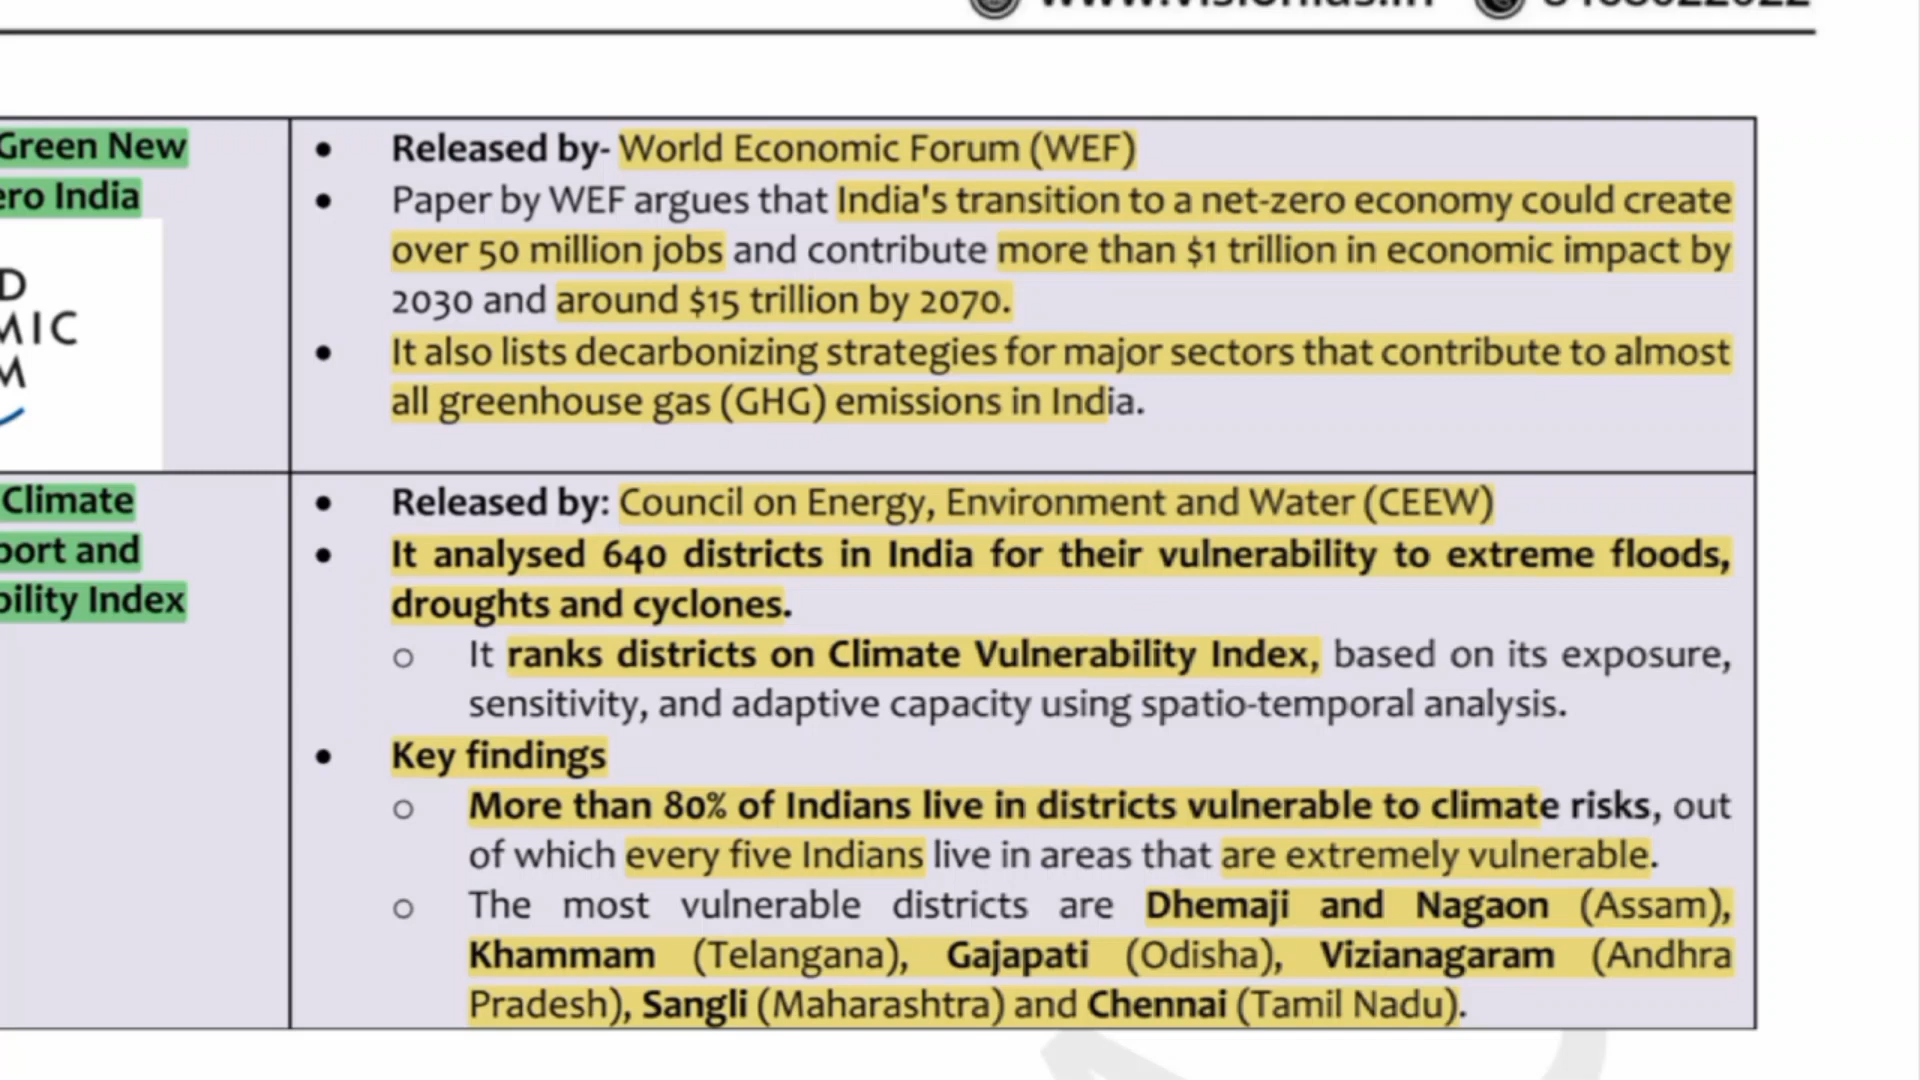 Green New
ero India
D
MIC
M
• Released by- World Economic Forum (WEF)
• Paper by WEF argues that India's transition to a net-zero economy could create
over 50 million jobs and contribute more than $1 trillion in economic impact by
2030 and around $15 trillion by 2070.
• It also lists decarbonizing strategies for major sectors that contribute to almost
all greenhouse gas (GHG) emissions in India.
Climate
port and
bility Index
• Released by: Council on Energy, Environment and Water (CEEW)
• It analysed 640 districts in India for their vulnerability to extreme floods,
droughts and cyclones.
o It ranks districts on Climate Vulnerability Index, based on its exposure,
sensitivity, and adaptive capacity using spatio-temporal analysis.
• Key findings
o More than 80% of Indians live in districts vulnerable to climate risks, out
of which every five Indians live in areas that are extremely vulnerable.
o The most vulnerable districts are Dhemaji and Nagaon (Assam),
Khammam (Telangana), Gajapati (Odisha), Vizianagaram (Andhra
Pradesh), Sangli (Maharashtra) and Chennai (Tamil Nadu).